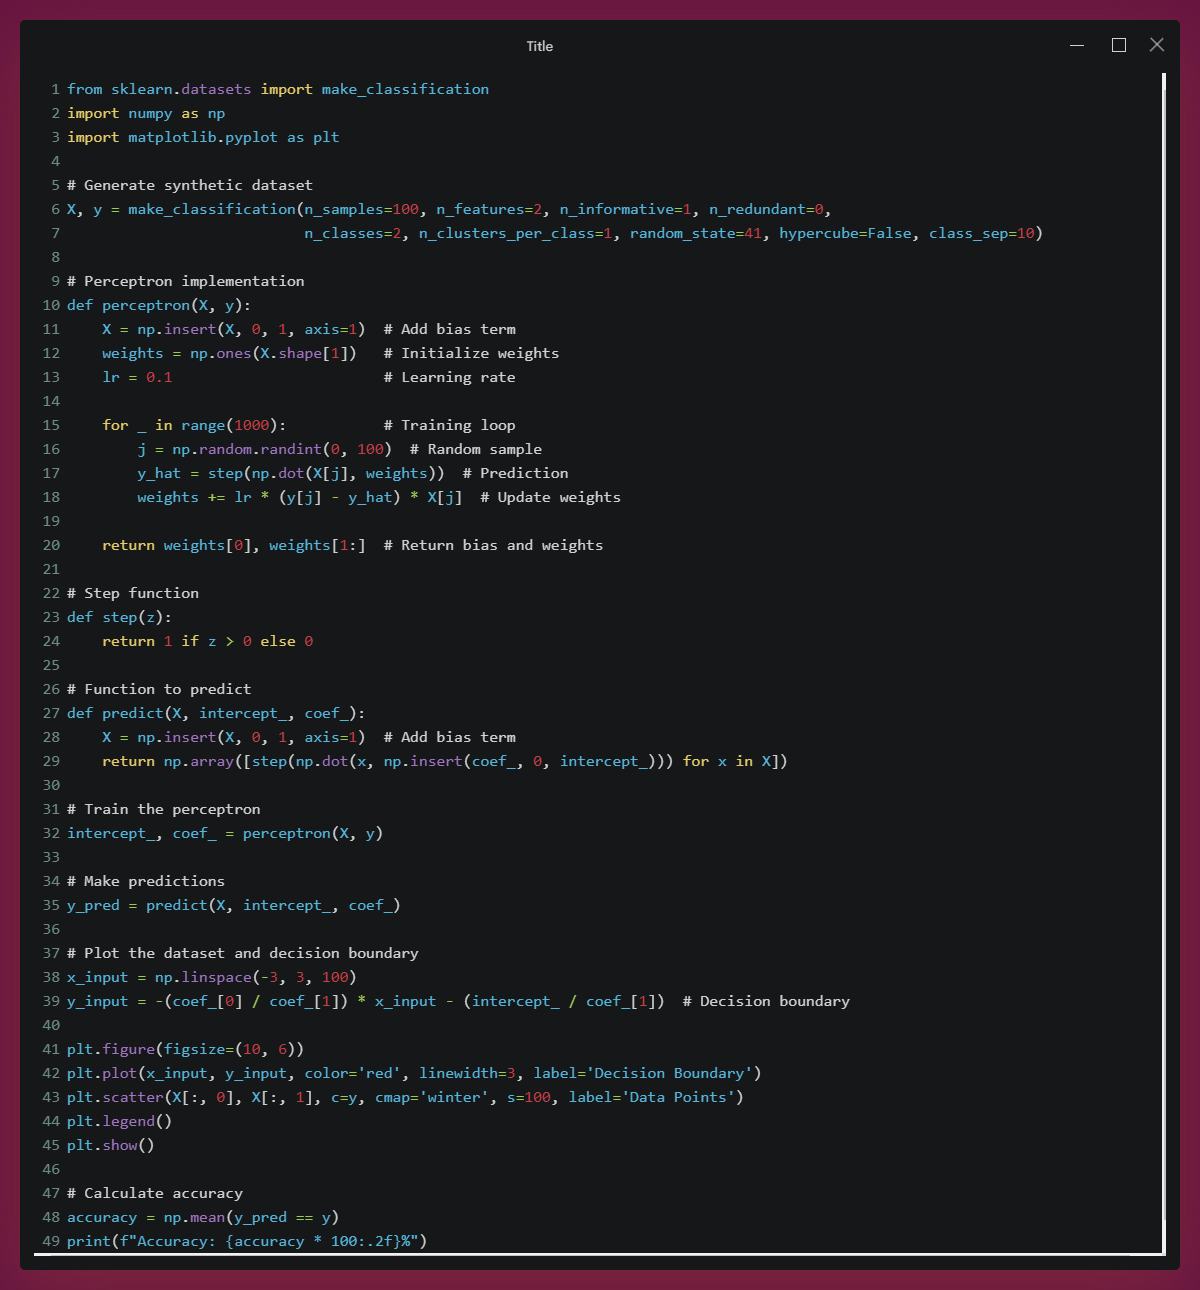 Title
1 from sklearn.datasets import make_classification
2 import numpy as np
3 import matplotlib.pyplot as plt
4
5 # Generate synthetic dataset
6 X, y = make_classification(n_samples=100, n_features=2, n_informative=1, n_redundant=0,
7                            n_classes=2, n_clusters_per_class=1, random_state=41, hypercube=False, class_sep=10)
8
9 # Perceptron implementation
10 def perceptron(X, y):
11     X = np.insert(X, 0, 1, axis=1)  # Add bias term
12     weights = np.ones(X.shape[1])   # Initialize weights
13     lr = 0.1                        # Learning rate
14
15     for _ in range(1000):           # Training loop
16         j = np.random.randint(0, 100)  # Random sample
17         y_hat = step(np.dot(X[j], weights))  # Prediction
18         weights += lr * (y[j] - y_hat) * X[j]  # Update weights
19
20     return weights[0], weights[1:]  # Return bias and weights
21
22 # Step function
23 def step(z):
24     return 1 if z > 0 else 0
25
26 # Function to predict
27 def predict(X, intercept_, coef_):
28     X = np.insert(X, 0, 1, axis=1)  # Add bias term
29     return np.array([step(np.dot(x, np.insert(coef_, 0, intercept_))) for x in X])
30
31 # Train the perceptron
32 intercept_, coef_ = perceptron(X, y)
33
34 # Make predictions
35 y_pred = predict(X, intercept_, coef_)
36
37 # Plot the dataset and decision boundary
38 x_input = np.linspace(-3, 3, 100)
39 y_input = -(coef_[0] / coef_[1]) * x_input - (intercept_ / coef_[1])  # Decision boundary
40
41 plt.figure(figsize=(10, 6))
42 plt.plot(x_input, y_input, color='red', linewidth=3, label='Decision Boundary')
43 plt.scatter(X[:, 0], X[:, 1], c=y, cmap='winter', s=100, label='Data Points')
44 plt.legend()
45 plt.show()
46
47 # Calculate accuracy
48 accuracy = np.mean(y_pred == y)
49 print(f"Accuracy: {accuracy * 100:.2f}%")